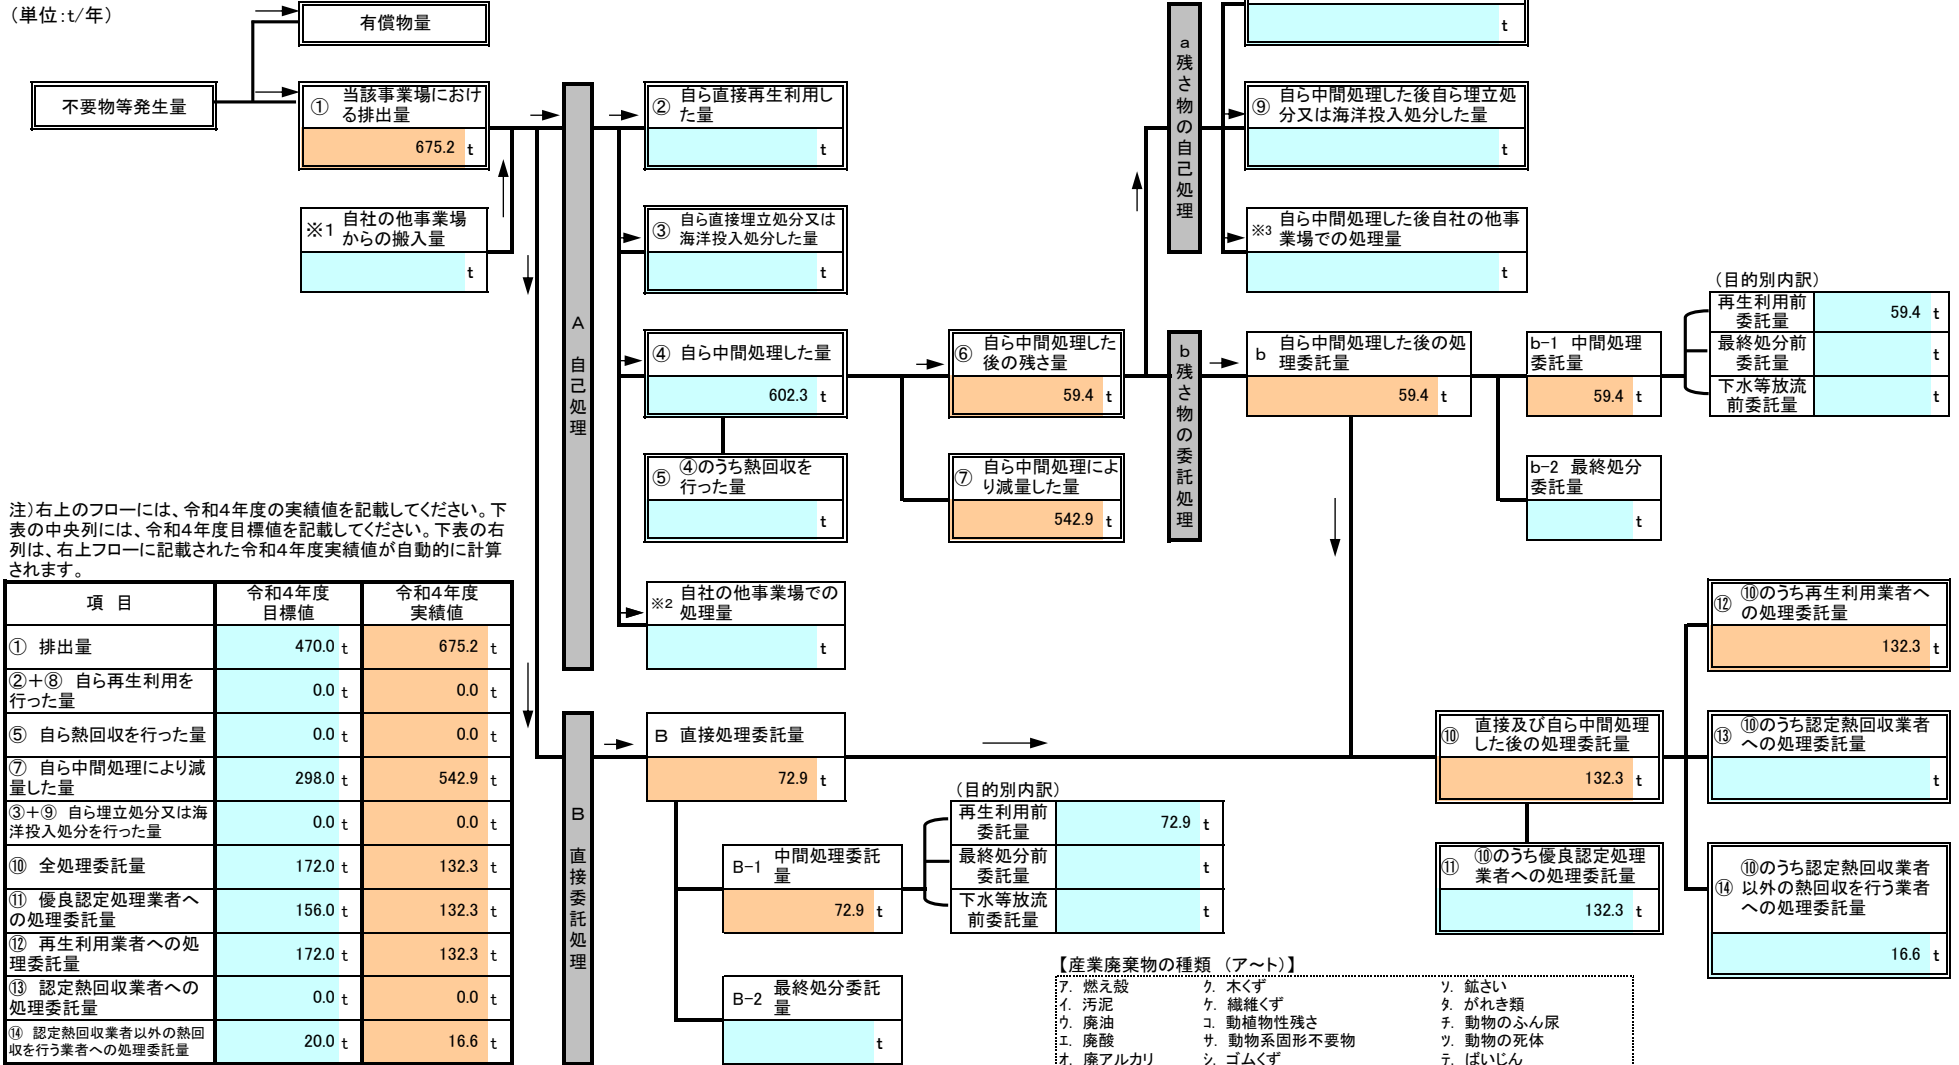 (単位:t/年)
有償物量
不要物等発生量
① 当該事業場におけ
る排出量
675.2 t
※1 自社の他事業場
からの搬入量
t
A 自己処理
② 自ら直接再生利用し
た量
t
③ 自ら直接埋立処分又は
海洋投入処分した量
t
④ 自ら中間処理した量
602.3 t
⑤ ④のうち熱回収を
行った量
t
※2 自社の他事業場での
処理量
t
⑥ 自ら中間処理した
後の残さ量
59.4 t
⑦ 自ら中間処理によ
り減量した量
542.9 t
a 残さ物の自己処理
t
⑨ 自ら中間処理した後自ら埋立処
分又は海洋投入処分した量
t
※3 自ら中間処理した後自社の他事
業場での処理量
t
b 残さ物の委託処理
b 自ら中間処理した後の処
理委託量
59.4 t
b-1 中間処理
委託量
59.4 t
b-2 最終処分
委託量
t
(目的別内訳)
再生利用前
委託量
59.4 t
最終処分前
委託量
t
下水等放流
前委託量
t
注)右上のフローには、令和4年度の実績値を記載してください。下
表の中央列には、令和4年度目標値を記載してください。下表の右
列は、右上フローに記載された令和4年度実績値が自動的に計算
されます。
項 目
令和4年度
目標値
令和4年度
実績値
① 排出量 470.0 t 675.2 t
②+⑧ 自ら再生利用を
行った量
0.0 t 0.0 t
⑤ 自ら熱回収を行った量 0.0 t 0.0 t
⑦ 自ら中間処理により減
量した量
298.0 t 542.9 t
③+⑨ 自ら埋立処分又は海
洋投入処分を行った量
0.0 t 0.0 t
⑩ 全処理委託量 172.0 t 132.3 t
⑪ 優良認定処理業者へ
の処理委託量
156.0 t 132.3 t
⑫ 再生利用業者への処
理委託量
172.0 t 132.3 t
⑬ 認定熱回収業者への
処理委託量
0.0 t 0.0 t
⑭ 認定熱回収業者以外の熱回
収を行う業者への処理委託量
20.0 t 16.6 t
B 直接委託処理
B 直接処理委託量
72.9 t
B-1 中間処理委託
量
72.9 t
B-2 最終処分委託
量
t
(目的別内訳)
再生利用前
委託量
72.9 t
最終処分前
委託量
t
下水等放流
前委託量
t
⑩ 直接及び自ら中間処理
した後の処理委託量
132.3 t
⑪ ⑩のうち優良認定処理
業者への処理委託量
132.3 t
⑫ ⑩のうち再生利用業者へ
の処理委託量
132.3 t
⑬ ⑩のうち認定熱回収業者
への処理委託量
t
⑭ ⑩のうち認定熱回収業者
以外の熱回収を行う業者
への処理委託量
16.6 t
【産業廃棄物の種類 (ア~ト)】
ア. 燃え殻 ク. 木くず ソ. 鉱さい
イ. 汚泥 ケ. 繊維くず タ. がれき類
ウ. 廃油 コ. 動植物性残さ チ. 動物のふん尿
エ. 廃酸 サ. 動物系固形不要物 ツ. 動物の死体
オ. 廃アルカリ シ. ゴムくず テ. ばいじん